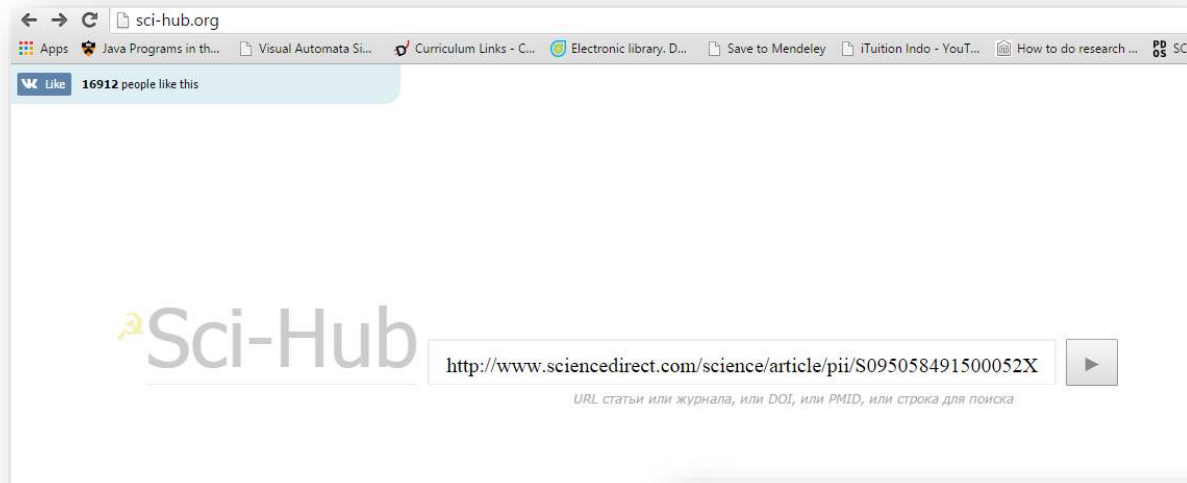 sci-hub.org
Apps Java Programs in th... Visual Automata Si... Curriculum Links - C... Electronic library. D... Save to Mendeley iTuition Indo - YouT... How to do research ... PD OS SC
Like 16912 people like this
Sci-Hub
http://www.sciencedirect.com/science/article/pii/S095058491500052X
URL статьи или журнала, или DOI, или PMID, или строка для поиска